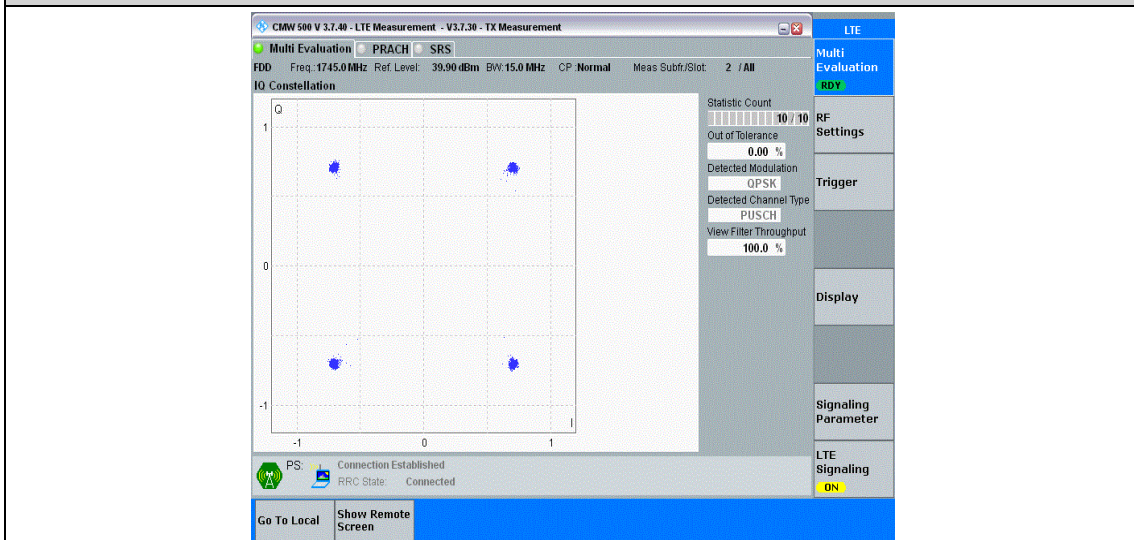 CMW 500 V 3.7.40 - LTE Measurement - V3.7.30 - TX Measurement
LTE
Multi Evaluation PRACH SRS
FDD Freq.:1745.0 MHz Ref. Level: 39.90 dBm BW:15.0 MHz CP :Normal Meas Subfr./Slot: 2 / All
IQ Constellation
Q
1
0
-1
-1 0 1
I
Statistic Count
10 / 10
Out of Tolerance
0.00 %
Detected Modulation
QPSK
Detected Channel Type
PUSCH
View Filter Throughput
100.0 %
Multi
Evaluation
RDY
RF
Settings
Trigger
Display
Signaling
Parameter
LTE
Signaling
ON
PS: Connection Established
RRC State: Connected
Go To Local
Show Remote
Screen